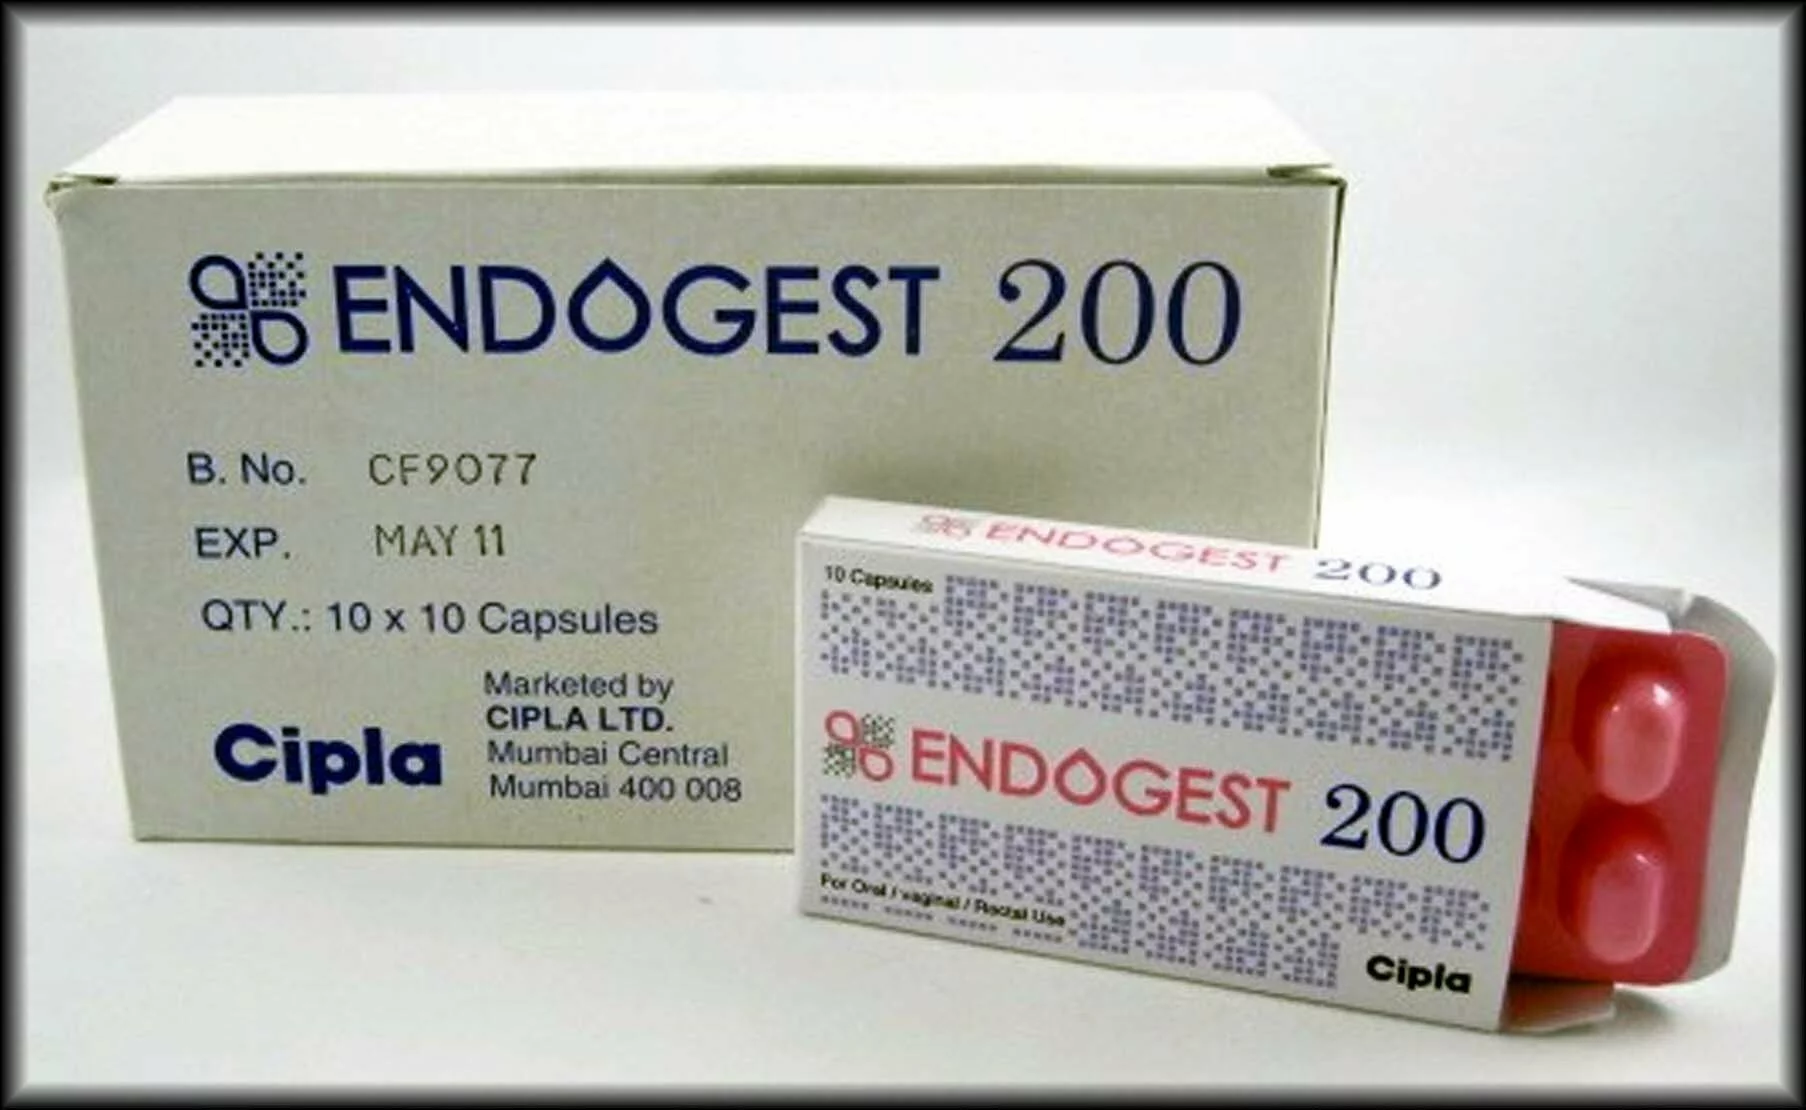 ENDOGEST 200
B. No. CF9077
EXP. MAY 11
QTY.: 10 x 10 Capsules
Cipla
Marketed by
CIPLA LTD.
Mumbai Central
Mumbai 400 008
ENDOGEST 200
10 Capsules
ENDOGEST 200
For Oral / vaginal / Rectal Use
Cipla